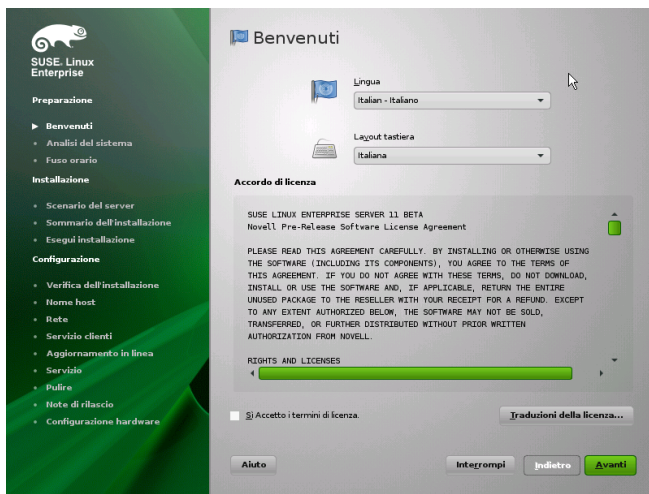 SUSE. Linux
Enterprise
Preparazione
Benvenuti
Analisi del sistema
Fuso orario
Installazione
Scenario del server
Sommario dell'installazione
Esegui installazione
Configurazione
Verifica dell'installazione
Nome host
Rete
Servizio clienti
Aggiornamento in linea
Servizio
Pulire
Note di rilascio
Configurazione hardware
Benvenuti
Lingua
Italian - Italiano
Layout tastiera
Italiana
Accordo di licenza
SUSE LINUX ENTERPRISE SERVER 11 BETA
Novell Pre-Release Software License Agreement
PLEASE READ THIS AGREEMENT CAREFULLY. BY INSTALLING OR OTHERWISE USING
THE SOFTWARE (INCLUDING ITS COMPONENTS), YOU AGREE TO THE TERMS OF
THIS AGREEMENT. IF YOU DO NOT AGREE WITH THESE TERMS, DO NOT DOWNLOAD,
INSTALL OR USE THE SOFTWARE AND, IF APPLICABLE, RETURN THE ENTIRE
UNUSED PACKAGE TO THE RESELLER WITH YOUR RECEIPT FOR A REFUND. EXCEPT
TO ANY EXTENT AUTHORIZED BELOW, THE SOFTWARE MAY NOT BE SOLD,
TRANSFERRED, OR FURTHER DISTRIBUTED WITHOUT PRIOR WRITTEN
AUTHORIZATION FROM NOVELL.
RIGHTS AND LICENSES
Sì Accetto i termini di licenza.
Traduzioni della licenza...
Aiuto
Interrompi
Indietro
Avanti